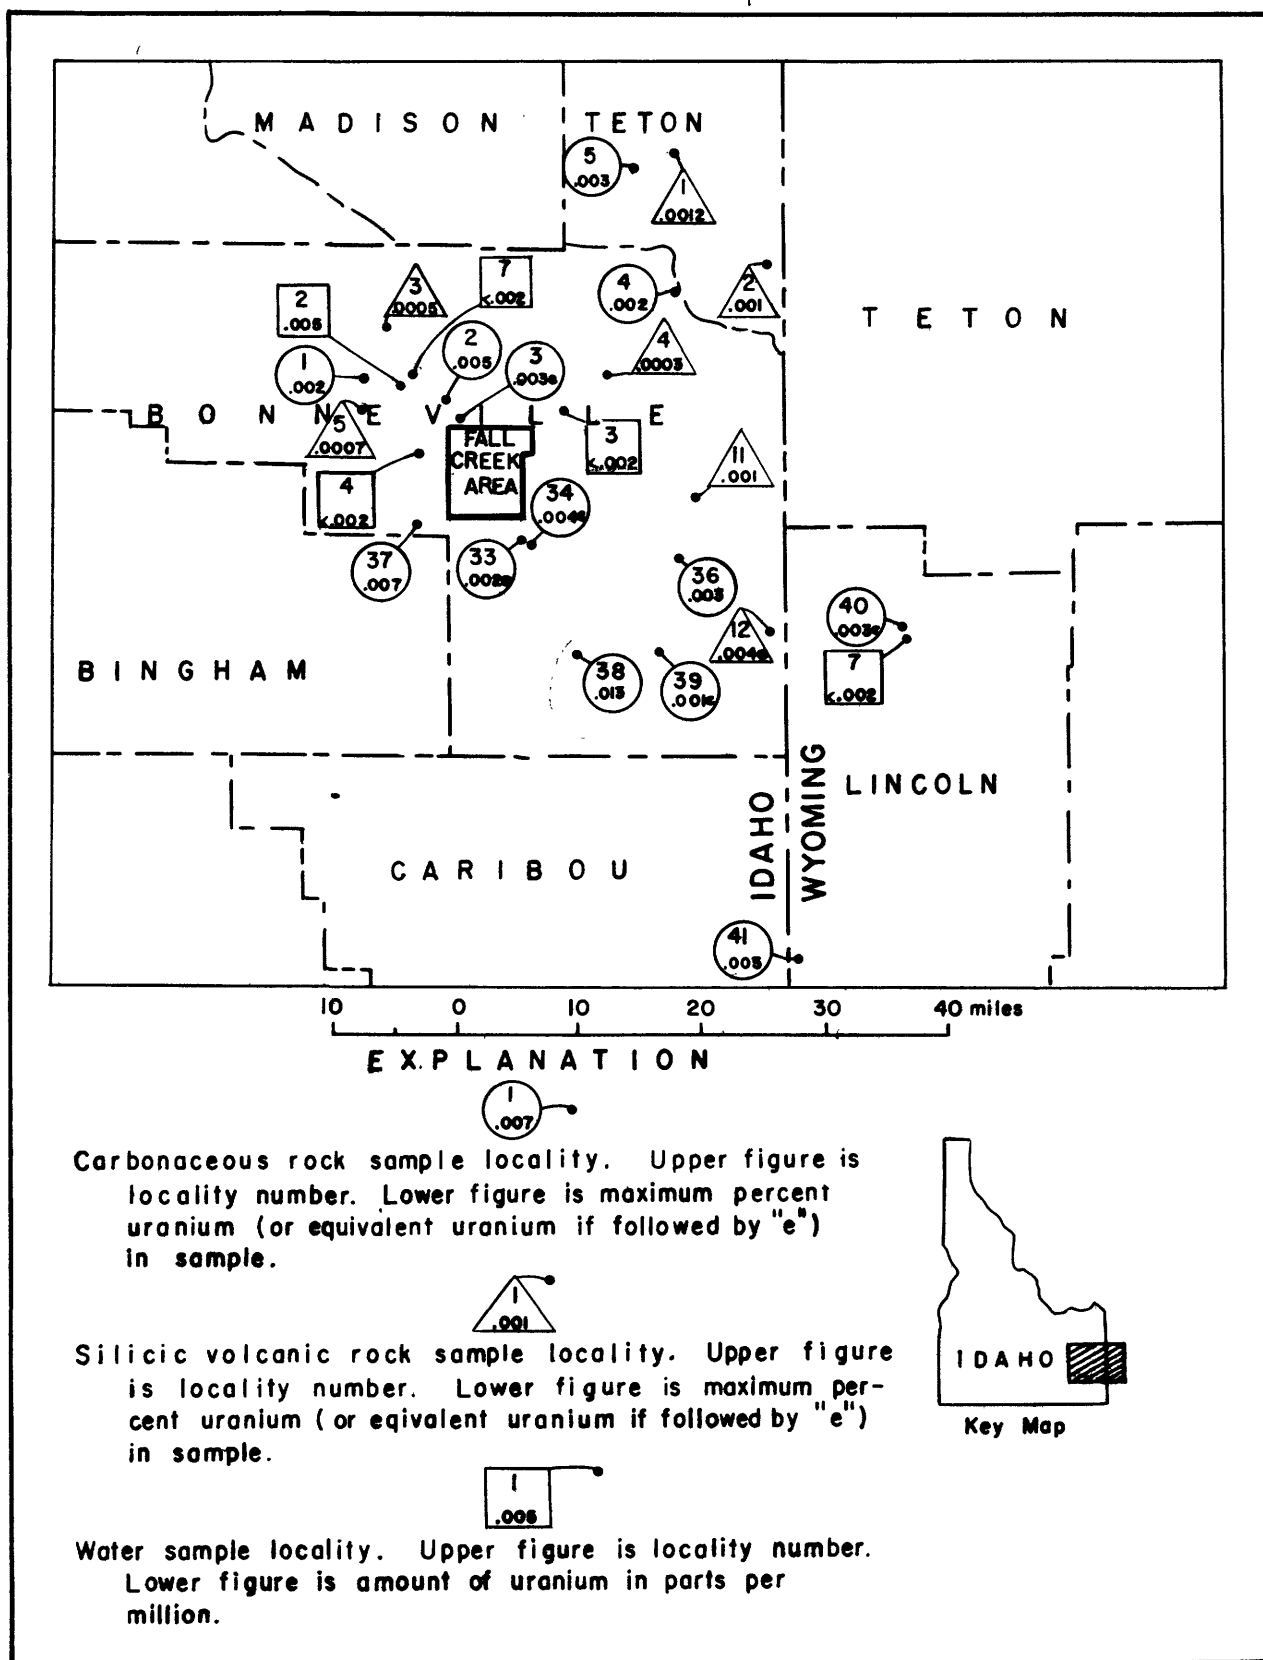 MADISON
TETON
5
.003
1
.0012
7
<.002
2
.005
3
.0005
4
.002
2
.001
TETON
1
.002
2
.005
3
.003e
4
.0003
BONNEVILLE
5
.0007
FALL
CREEK
AREA
3
<.002
11
.001
4
<.002
34
.004e
37
.007
33
.002e
36
.003
40
.003e
12
.004e
7
<.002
BINGHAM
38
.013
39
.001e
IDAHO
WYOMING
LINCOLN
CARIBOU
41
.003
10 0 10 20 30 40 miles
EXPLANATION
1
.007
Carbonaceous rock sample locality. Upper figure is
locality number. Lower figure is maximum percent
uranium (or equivalent uranium if followed by "e")
in sample.
1
.001
Silicic volcanic rock sample locality. Upper figure
is locality number. Lower figure is maximum per-
cent uranium (or eqivalent uranium if followed by "e")
in sample.
1
.005
Water sample locality. Upper figure is locality number.
Lower figure is amount of uranium in parts per
million.
IDAHO
Key Map